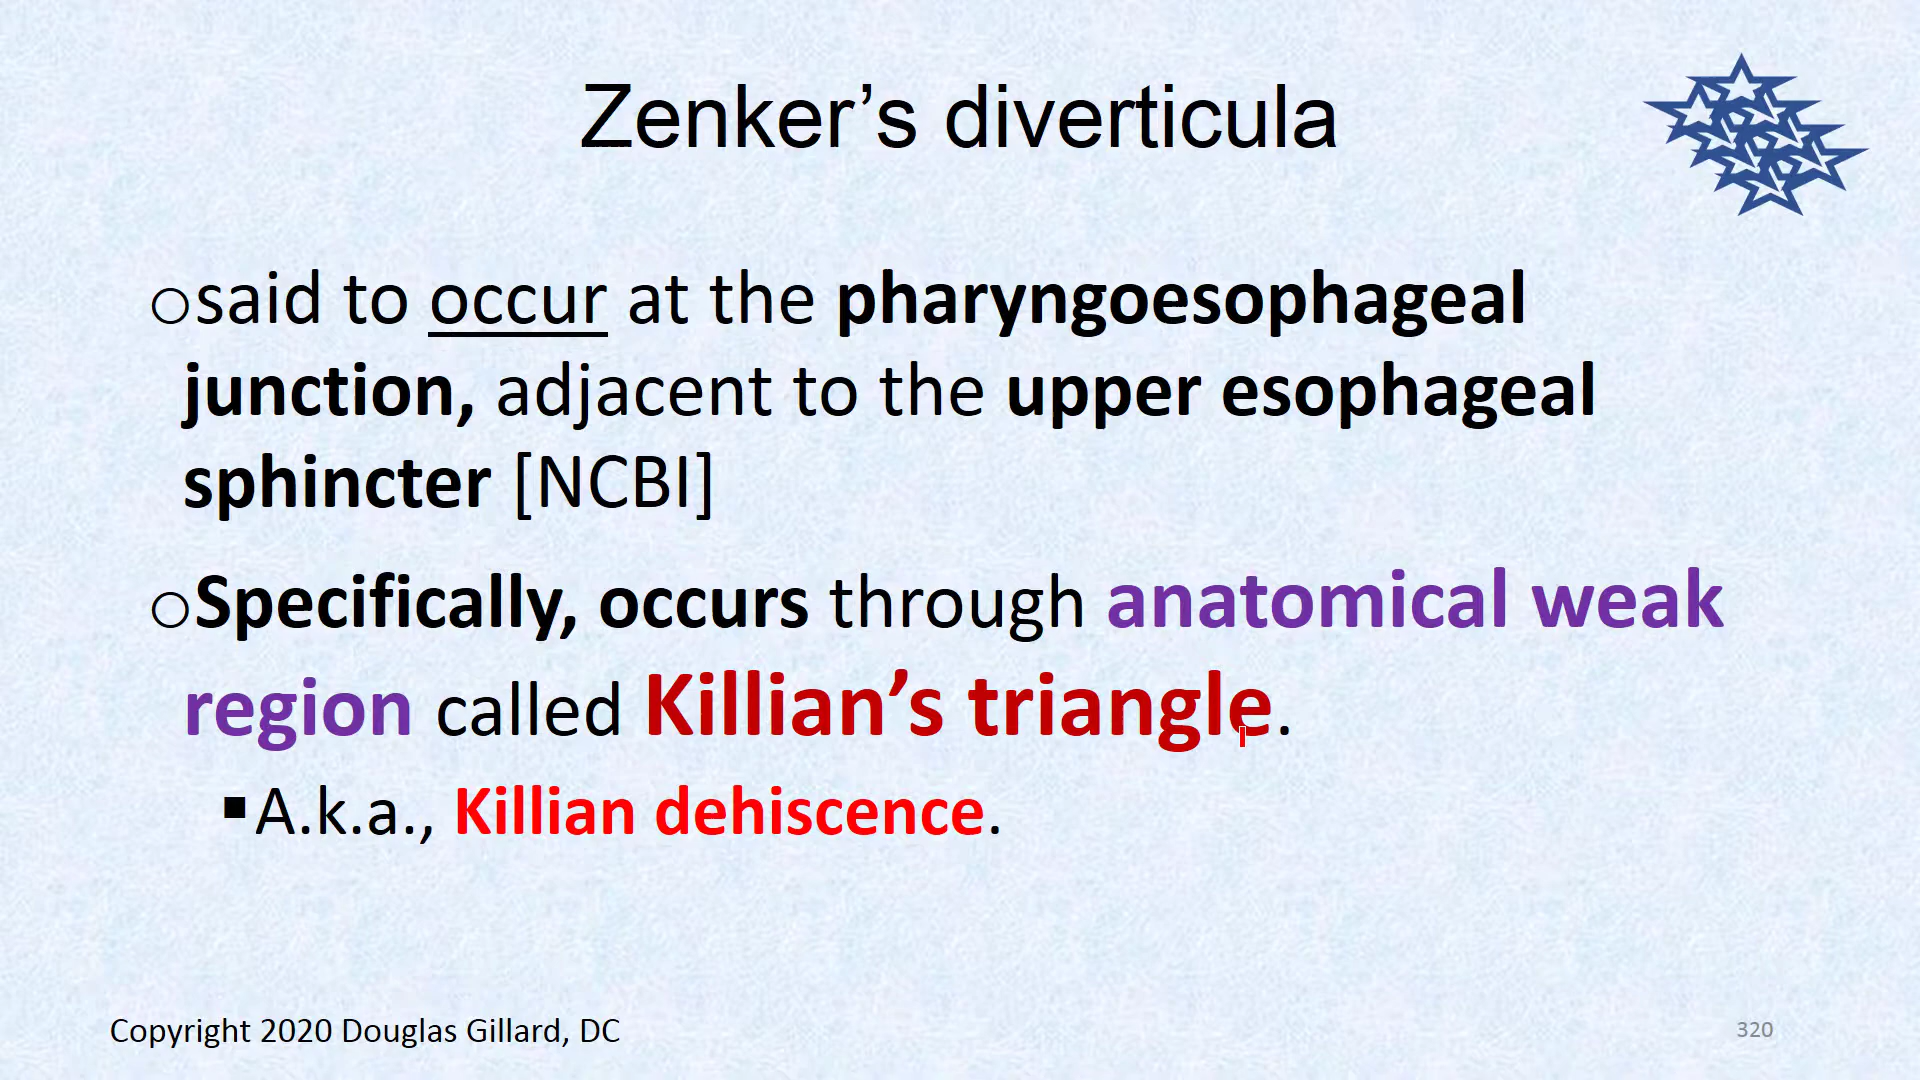 Zenker’s diverticula
said to occur at the pharyngoesophageal
junction, adjacent to the upper esophageal
sphincter [NCBI]
Specifically, occurs through anatomical weak
region called Killian’s triangle.
A.k.a., Killian dehiscence.
Copyright 2020 Douglas Gillard, DC
320